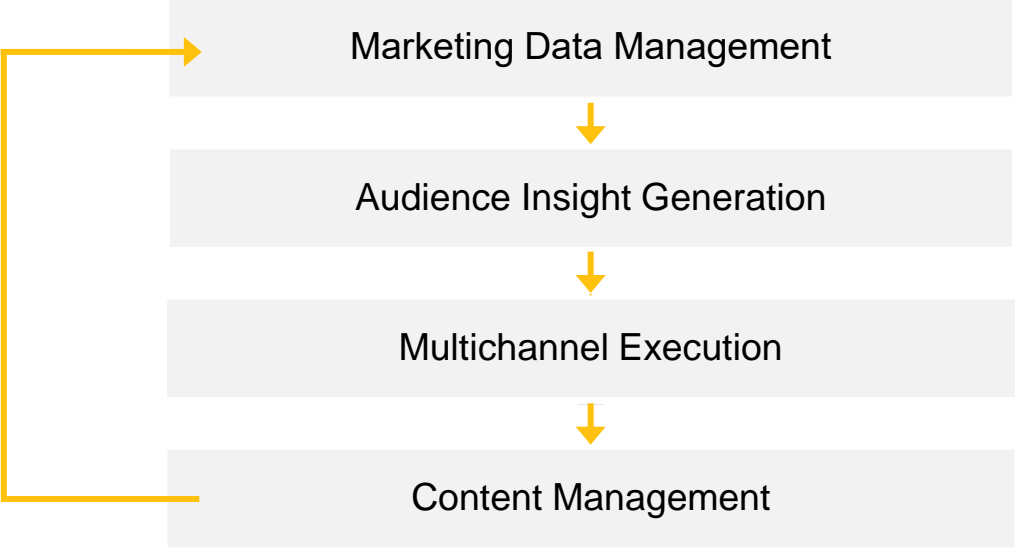 Marketing Data Management
Audience Insight Generation
Multichannel Execution
Content Management